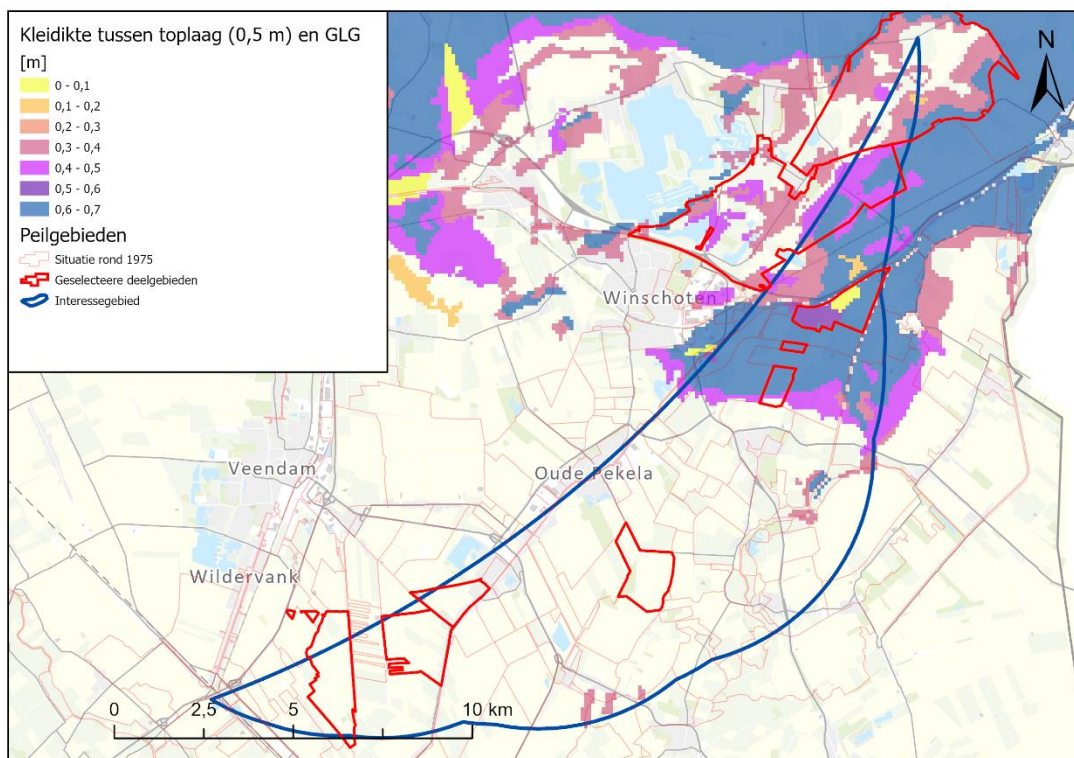 Kleidikte tussen toplaag (0,5 m) en GLG
[m]
0 - 0,1
0,1 - 0,2
0,2 - 0,3
0,3 - 0,4
0,4 - 0,5
0,5 - 0,6
0,6 - 0,7
Peilgebieden
Situatie rond 1975
Geselecteere deelgebieden
Interessegebied
N
Winschoten
Veendam
Oude Pekela
Wildervank
0 2,5 5 10 km